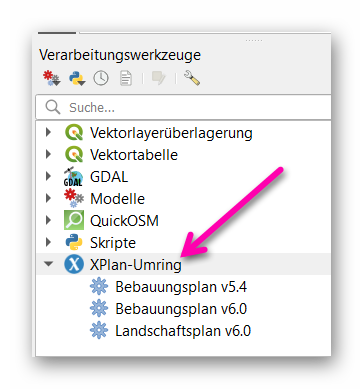 Verarbeitungswerkzeuge
Suche...
Vektorlayerüberlagerung
Vektortabelle
GDAL GDAL
Modelle
QuickOSM
Skripte
X XPlan-Umring
Bebauungsplan v5.4
Bebauungsplan v6.0
Landschaftsplan v6.0